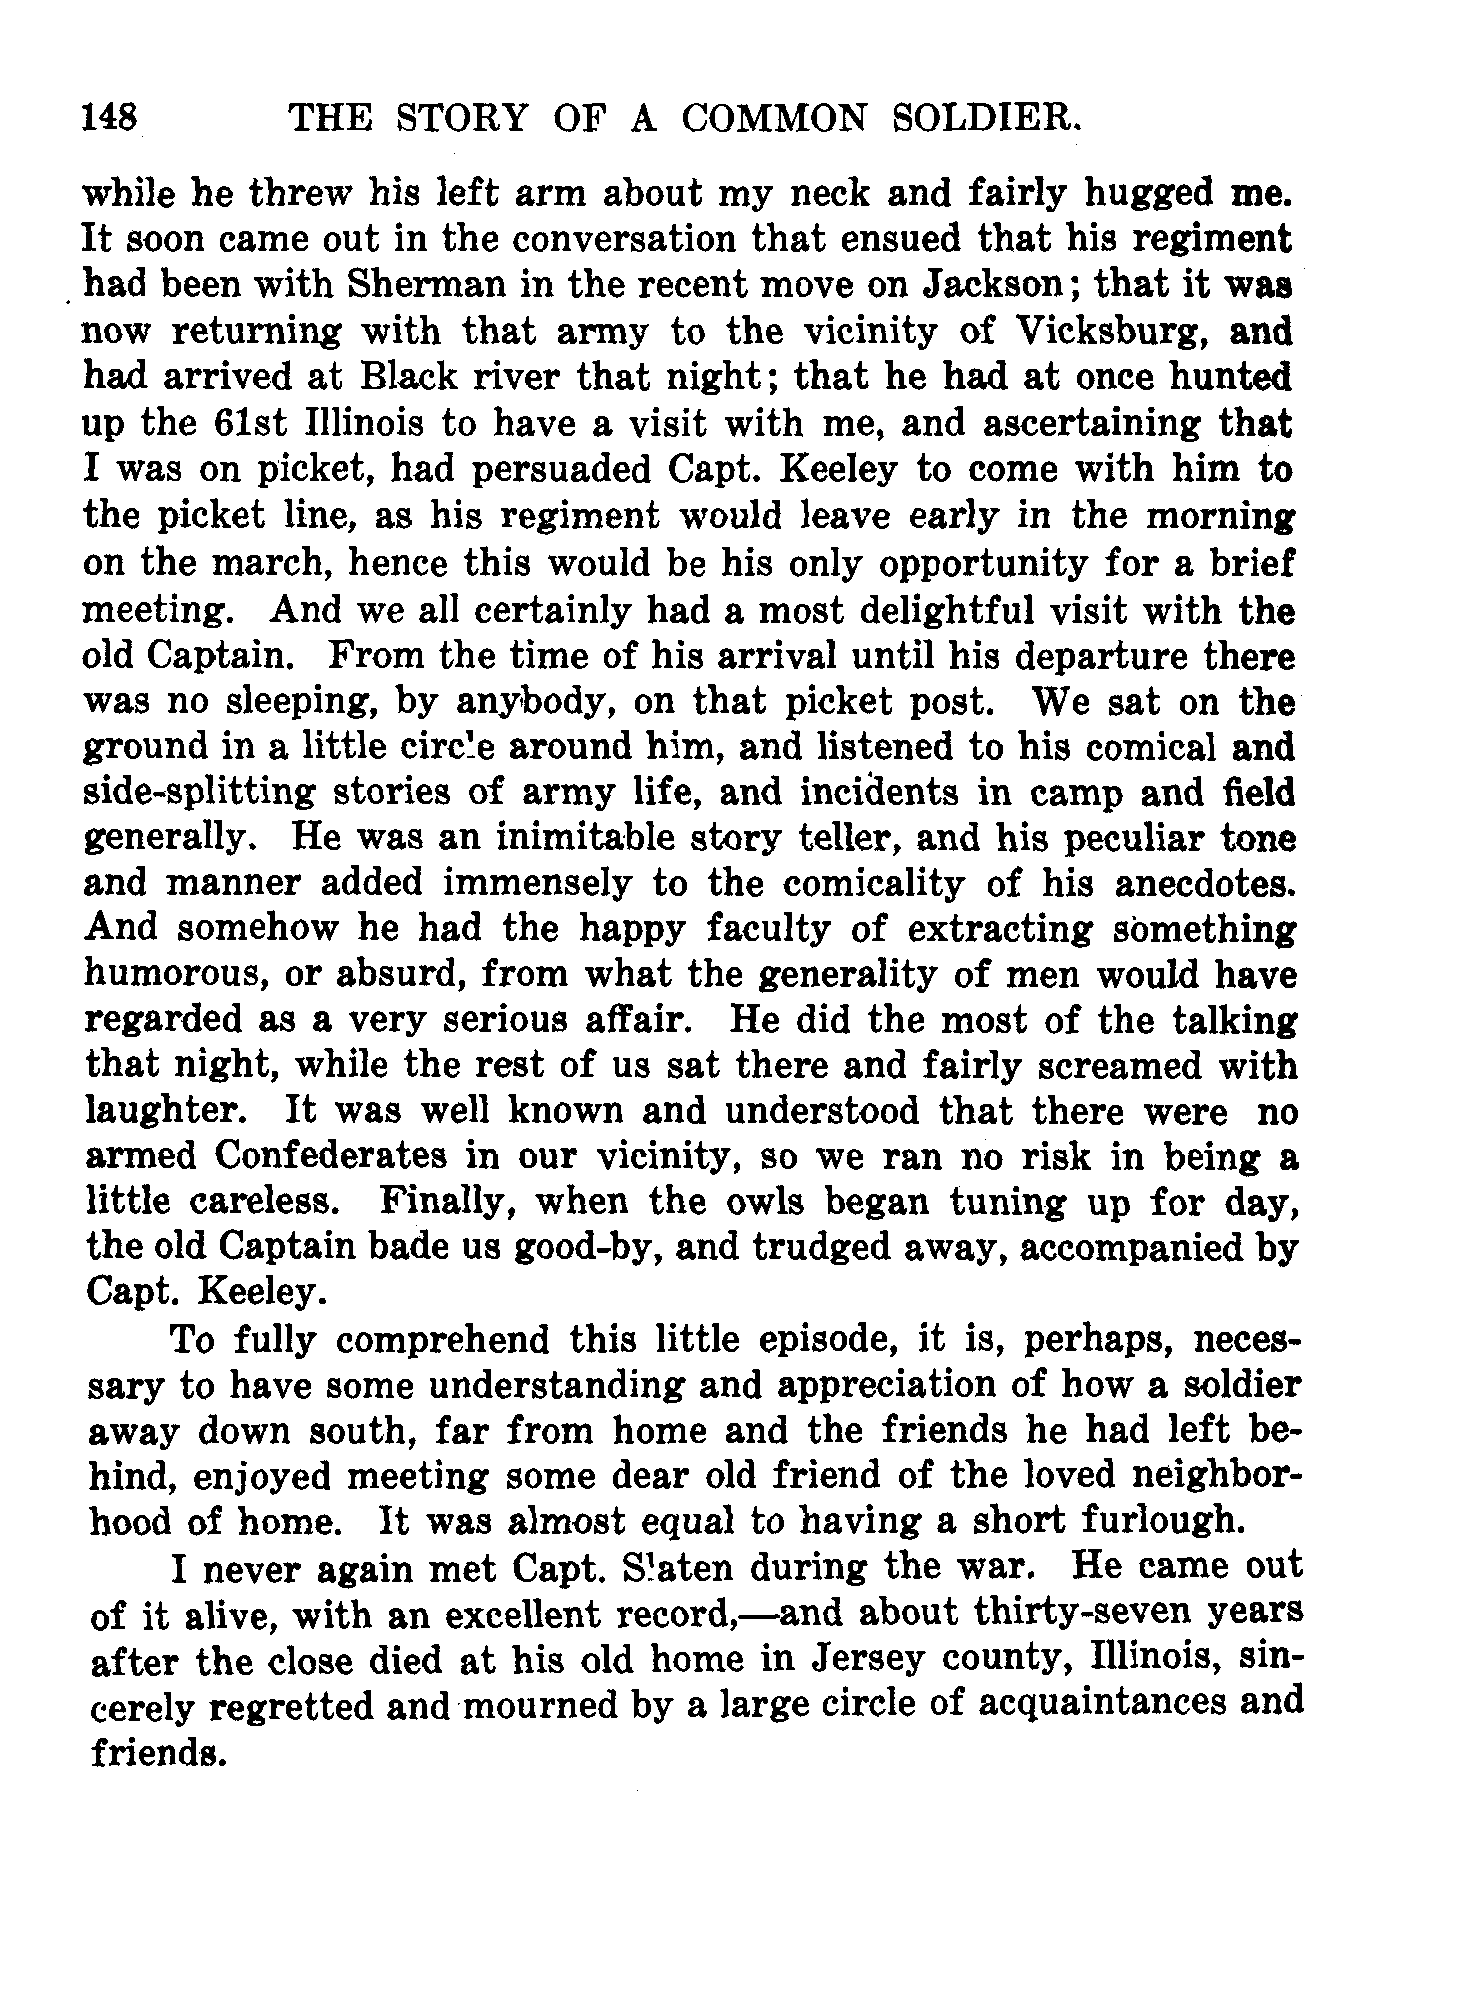 148 THE STORY OF A COMMON SOLDIER.
while he threw his left arm about my neck and fairly hugged me.
It soon came out in the conversation that ensued that his regiment
had been with Sherman in the recent move on Jackson; that it was
now returning with that army to the vicinity of Vicksburg, and
had arrived at Black river that night; that he had at once hunted
up the 61st Illinois to have a visit with me, and ascertaining that
I was on picket, had persuaded Capt. Keeley to come with him to
the picket line, as his regiment would leave early in the morning
on the march, hence this would be his only opportunity for a brief
meeting. And we all certainly had a most delightful visit with the
old Captain. From the time of his arrival until his departure there
was no sleeping, by anybody, on that picket post. We sat on the
ground in a little circle around him, and listened to his comical and
side-splitting stories of army life, and incidents in camp and field
generally. He was an inimitable story teller, and his peculiar tone
and manner added immensely to the comicality of his anecdotes.
And somehow he had the happy faculty of extracting something
humorous, or absurd, from what the generality of men would have
regarded as a very serious affair. He did the most of the talking
that night, while the rest of us sat there and fairly screamed with
laughter. It was well known and understood that there were no
armed Confederates in our vicinity, so we ran no risk in being a
little careless. Finally, when the owls began tuning up for day,
the old Captain bade us good-by, and trudged away, accompanied by
Capt. Keeley.
To fully comprehend this little episode, it is, perhaps, neces-
sary to have some understanding and appreciation of how a soldier
away down south, far from home and the friends he had left be-
hind, enjoyed meeting some dear old friend of the loved neighbor-
hood of home. It was almost equal to having a short furlough.
I never again met Capt. Slaten during the war. He came out
of it alive, with an excellent record,—and about thirty-seven years
after the close died at his old home in Jersey county, Illinois, sin-
cerely regretted and mourned by a large circle of acquaintances and
friends.